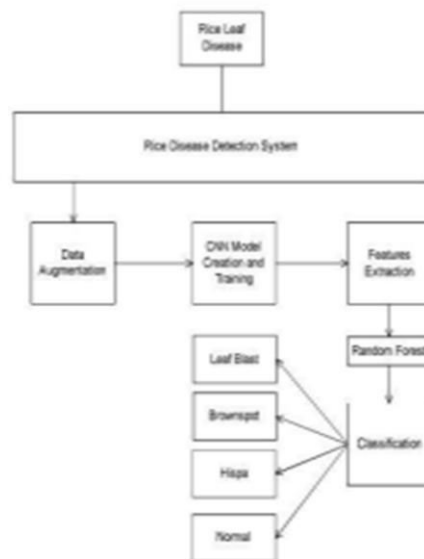 Rice Leaf
Disease
Rice Disease Detection System
Data
Augmentation
CNN Model
Creation and
Training
Features
Extraction
Random Forest
Leaf Blast
Brownspot
Classification
Hispa
Normal